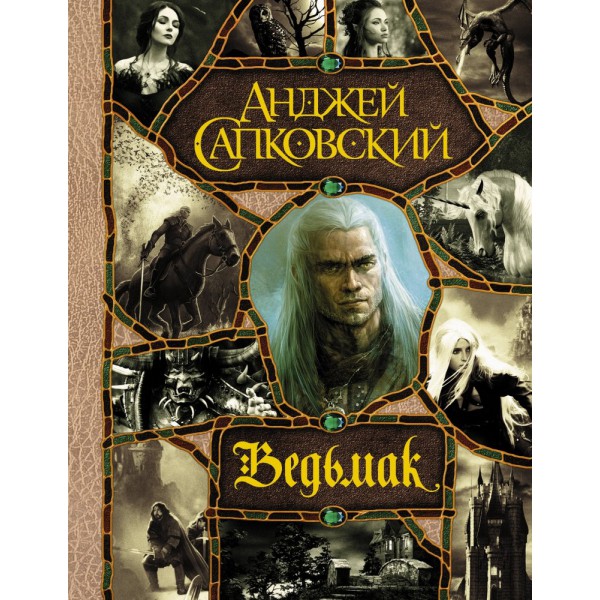 Анджей
Сапковский
Ведьмак